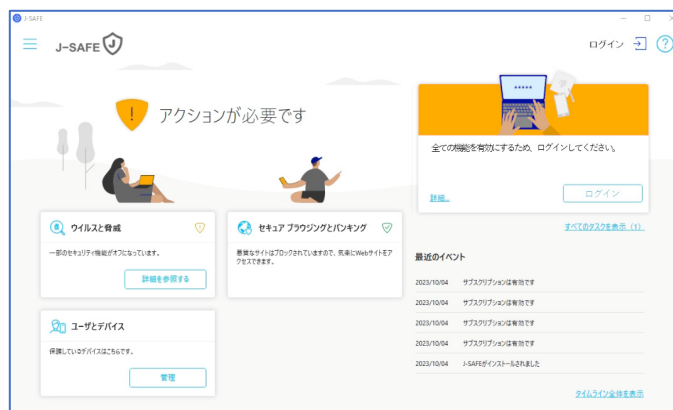 J-SAFE
J-SAFE
ログイン
アクションが必要です
*****
全ての機能を有効にするため、ログインしてください。
詳細...
ログイン
すべてのタスクを表示 (1)
ウイルスと脅威
一部のセキュリティ機能がオフになっています。
詳細を参照する
セキュア ブラウジングとバンキング
悪質なサイトはブロックされていますので、気楽にWebサイトをア
クセスできます。
ユーザとデバイス
保護しているデバイスはこちらです。
管理
最近のイベント
2023/10/04 サブスクリプションは有効です
2023/10/04 サブスクリプションは有効です
2023/10/04 サブスクリプションは有効です
2023/10/04 サブスクリプションは有効です
2023/10/04 J-SAFEがインストールされました
タイムライン全体を表示